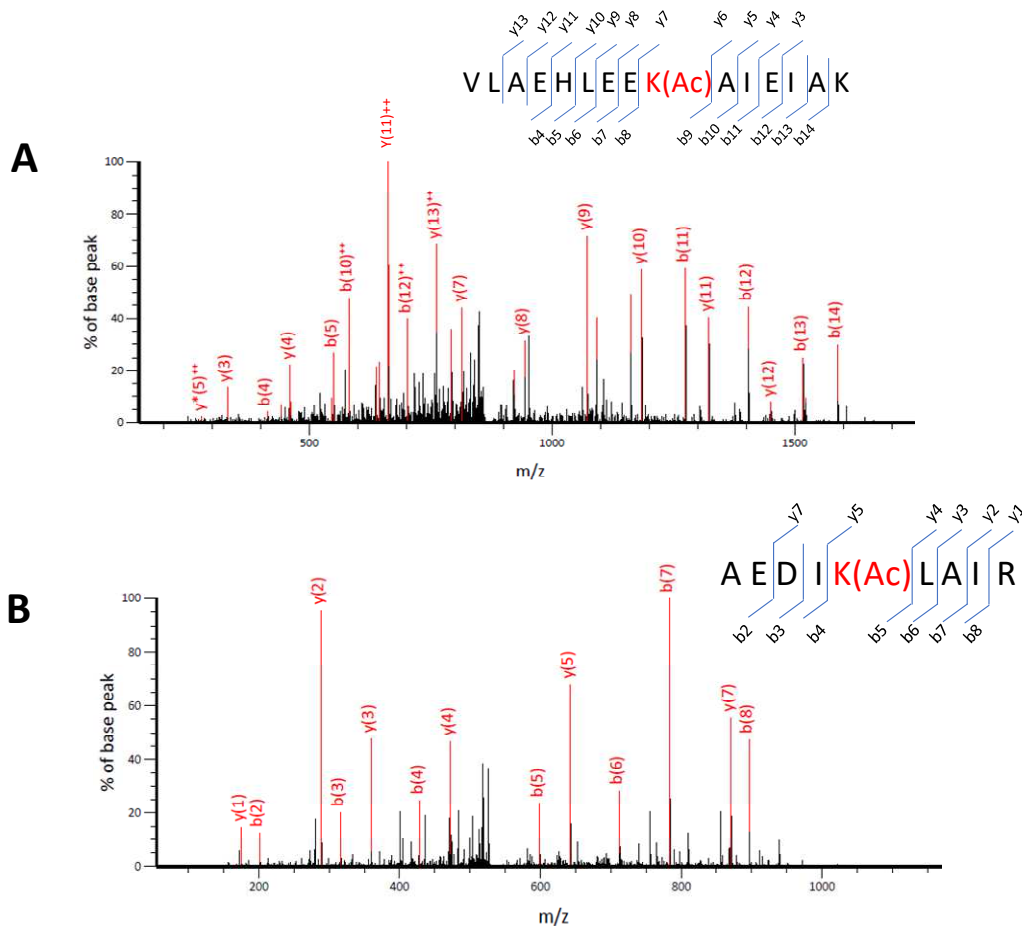 y13 y12 y11 y10 y9 y8 y7 y6 y5 y4 y3
V L A E H L E E K(Ac) A I E I A K
b4 b5 b6 b7 b8 b9 b10 b11 b12 b13 b14
A
% of base peak
100
80
60
40
20
0
y*(5)++ y(3) b(4) y(4) b(5) b(10)++ y(11)++ b(12)++ y(13)++ y(7) y(8) y(9) y(10) b(11) y(11) b(12) y(12) b(13) b(14)
500 1000 1500
m/z
y7 y5 y4 y3 y2 y1
A E D I K(Ac) L A I R
b2 b3 b4 b5 b6 b7 b8
B
% of base peak
100
80
60
40
20
0
y(1) b(2) y(2) b(3) y(3) b(4) y(4) b(5) y(5) b(6) b(7) y(7) b(8)
200 400 600 800 1000
m/z